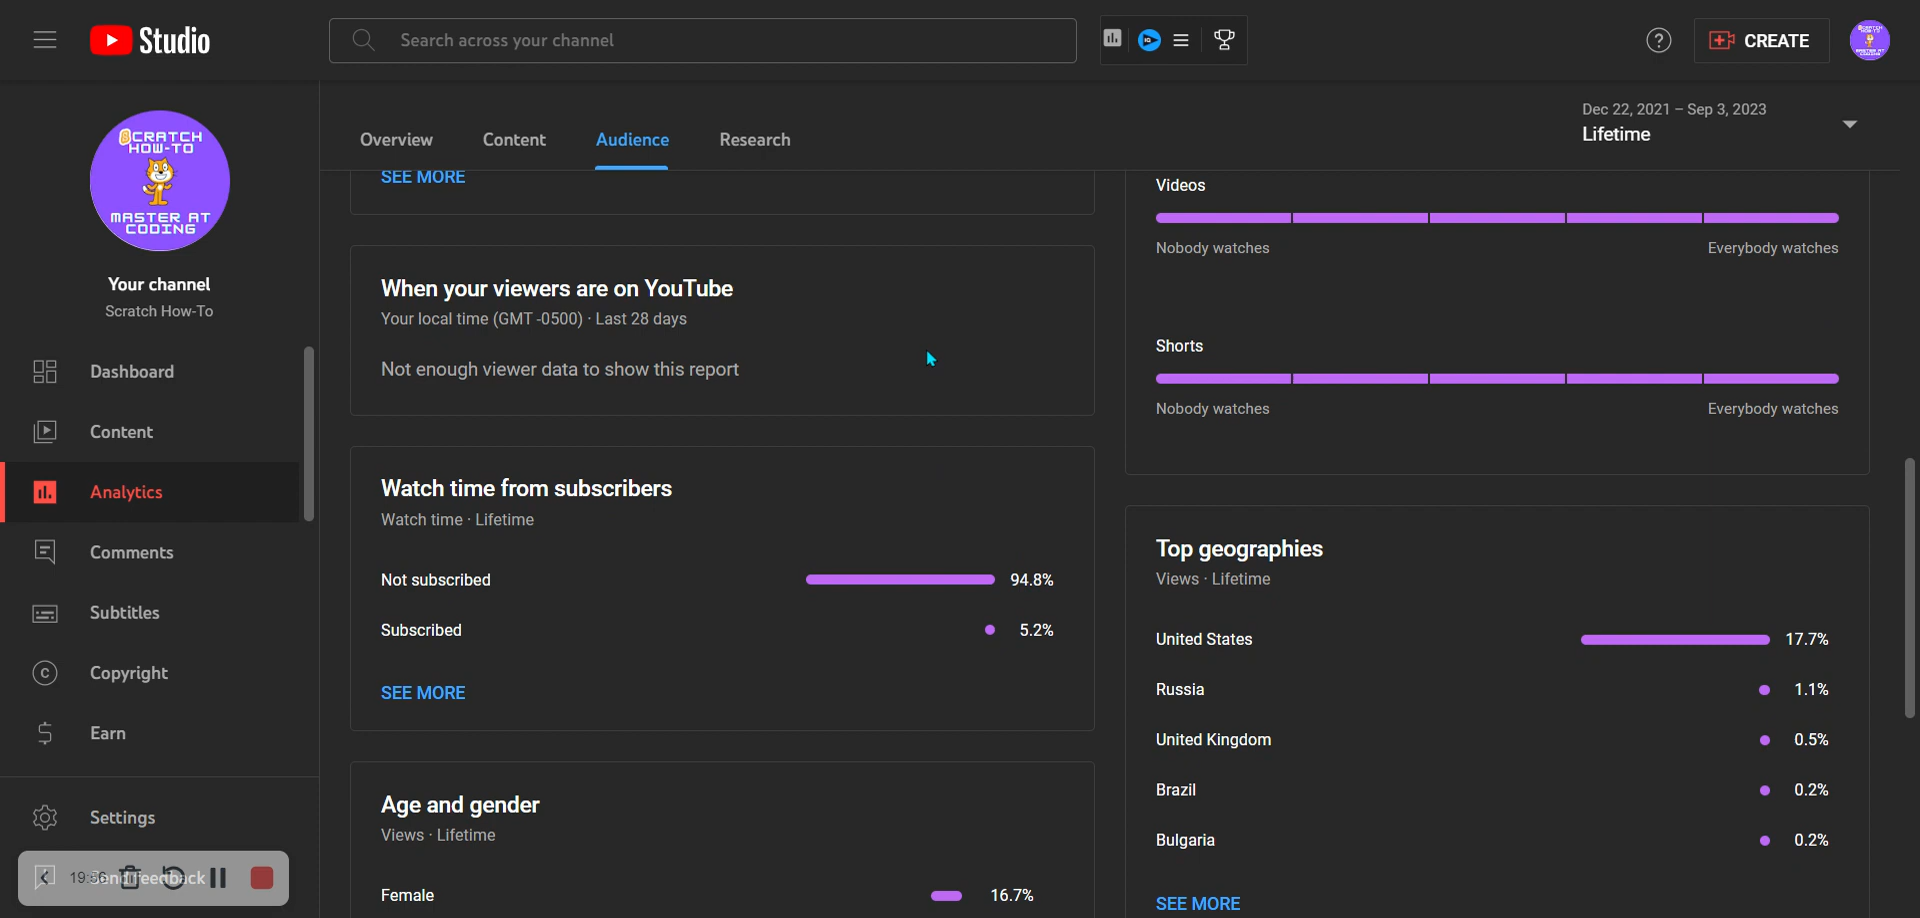 Studio
Search across your channel
CREATE
SCRATCH
HOW-TO
MASTER AT
CODING
Your channel
Scratch How-To
Dashboard
Content
Analytics
Comments
Subtitles
Copyright
Earn
Settings
Send feedback
Overview
Content
Audience
Research
Dec 22, 2021 – Sep 3, 2023
Lifetime
SEE MORE
When your viewers are on YouTube
Your local time (GMT -0500) · Last 28 days
Not enough viewer data to show this report
Watch time from subscribers
Watch time · Lifetime
Not subscribed 94.8%
Subscribed 5.2%
SEE MORE
Age and gender
Views · Lifetime
Female 16.7%
Videos
Nobody watches Everybody watches
Shorts
Nobody watches Everybody watches
Top geographies
Views · Lifetime
United States 17.7%
Russia 1.1%
United Kingdom 0.5%
Brazil 0.2%
Bulgaria 0.2%
SEE MORE